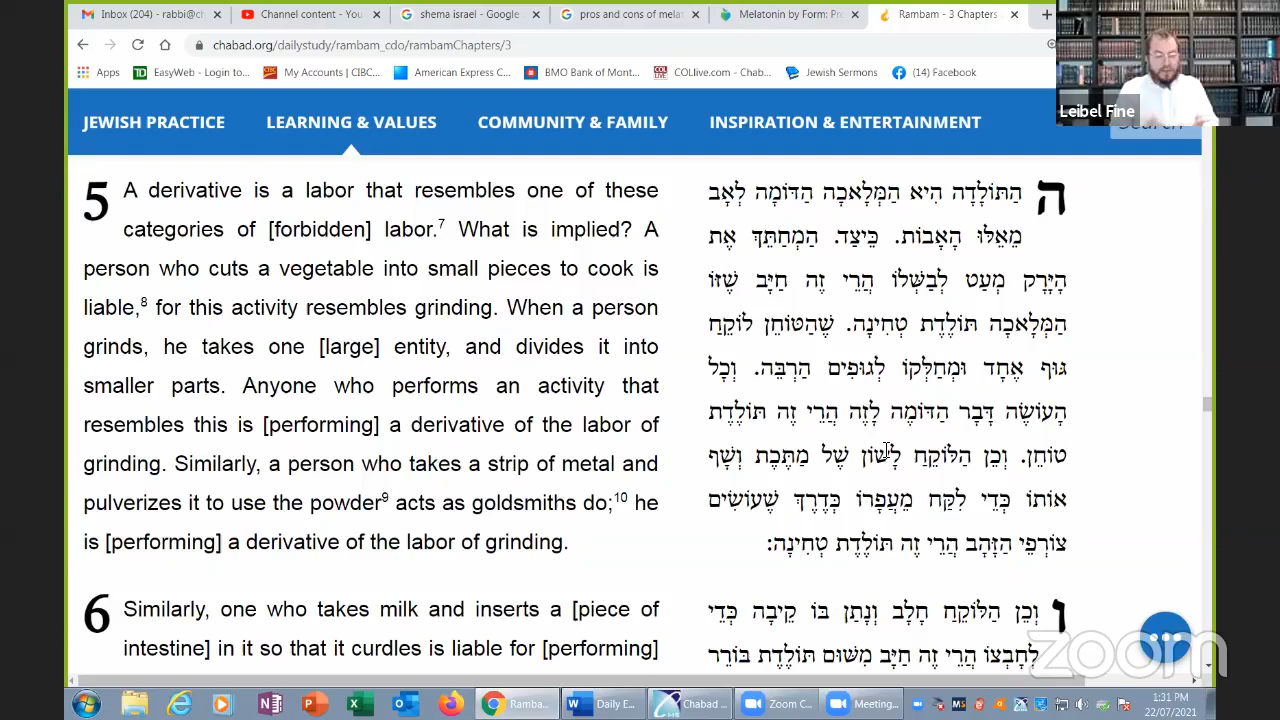 Inbox (204) - rabbi@ch
Channel content - You
shema israel - Google
pros and cons of melat
Melatonin by Form: Pr
Rambam - 3 Chapters
chabad.org/dailystudy/rambam_cdo/rambamChapters/3
Apps
EasyWeb - Login to...
My Accounts | CIBC...
American Express C...
BMO Bank of Mont...
COLlive.com - Chab...
Jewish Sermons
(14) Facebook
Leibel Fine
JEWISH PRACTICE
LEARNING & VALUES
COMMUNITY & FAMILY
INSPIRATION & ENTERTAINMENT
Search
5 A derivative is a labor that resembles one of these
categories of [forbidden] labor.7 What is implied? A
person who cuts a vegetable into small pieces to cook is
liable,8 for this activity resembles grinding. When a person
grinds, he takes one [large] entity, and divides it into
smaller parts. Anyone who performs an activity that
resembles this is [performing] a derivative of the labor of
grinding. Similarly, a person who takes a strip of metal and
pulverizes it to use the powder9 acts as goldsmiths do;10 he
is [performing] a derivative of the labor of grinding.
ה הַתּוֹלָדָה הִיא הַמְּלָאכָה הַדּוֹמָה לְאָב
מֵאֵלּוּ הָאָבוֹת. כֵּיצַד. הַמְחַתֵּךְ אֶת
הַיָּרָק מְעַט לְבַשְּׁלוֹ הֲרֵי זֶה חַיָּב שֶׁזּוֹ
הַמְּלָאכָה תּוֹלֶדֶת טְחִינָה. שֶׁהַטּוֹחֵן לוֹקֵחַ
גּוּף אֶחָד וּמְחַלְּקוֹ לְגוּפִים הַרְבֵּה. וְכָל
הָעוֹשֶׂה דָּבָר הַדּוֹמֶה לָזֶה הֲרֵי זֶה תּוֹלֶדֶת
טוֹחֵן. וְכֵן הַלּוֹקֵחַ לָשׁוֹן שֶׁל מַתֶּכֶת וְשָׁף
אוֹתוֹ כְּדֵי לִקַּח מֵעֲפָרוֹ כְּדֶרֶךְ שֶׁעוֹשִׂים
צוֹרְפֵי הַזָּהָב הֲרֵי זֶה תּוֹלֶדֶת טְחִינָה:
6 Similarly, one who takes milk and inserts a [piece of
intestine] in it so that it curdles is liable for [performing]
ו וְכֵן הַלּוֹקֵחַ חָלָב וְנָתַן בּוֹ קֵיבָה כְּדֵי
לְחַבְּצוֹ הֲרֵי זֶה חַיָּב מִשּׁוּם תּוֹלֶדֶת בּוֹרֵר
zoom
Ramba...
Daily E...
Chabad ...
Zoom C...
Meeting...
1:31 PM
22/07/2021